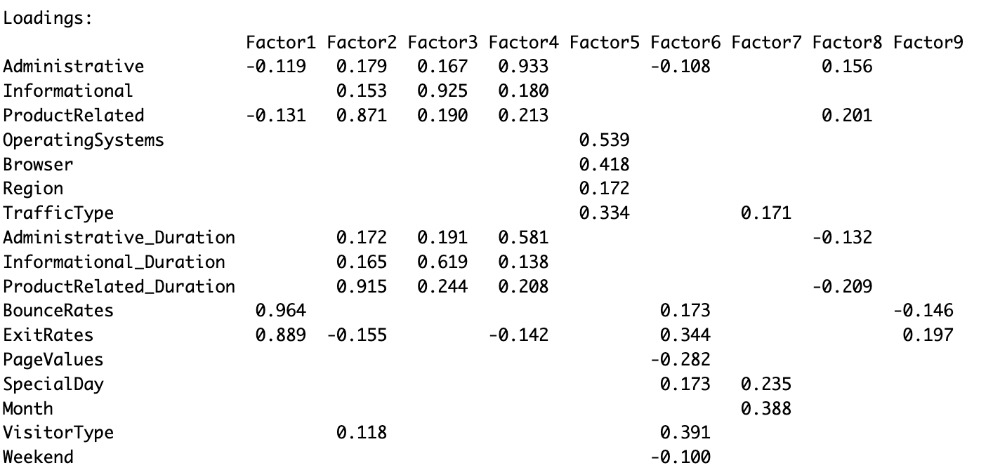 Loadings:
                       Factor1 Factor2 Factor3 Factor4 Factor5 Factor6 Factor7 Factor8 Factor9
Administrative         -0.119   0.179   0.167   0.933          -0.108           0.156
Informational                   0.153   0.925   0.180
ProductRelated         -0.131   0.871   0.190   0.213                           0.201
OperatingSystems                                        0.539
Browser                                                 0.418
Region                                                  0.172
TrafficType                                             0.334           0.171
Administrative_Duration         0.172   0.191   0.581                          -0.132
Informational_Duration          0.165   0.619   0.138
ProductRelated_Duration         0.915   0.244   0.208                          -0.209
BounceRates             0.964                                   0.173                  -0.146
ExitRates               0.889  -0.155          -0.142           0.344                   0.197
PageValues                                                     -0.282
SpecialDay                                                      0.173   0.235
Month                                                                   0.388
VisitorType                     0.118                           0.391
Weekend                                                        -0.100